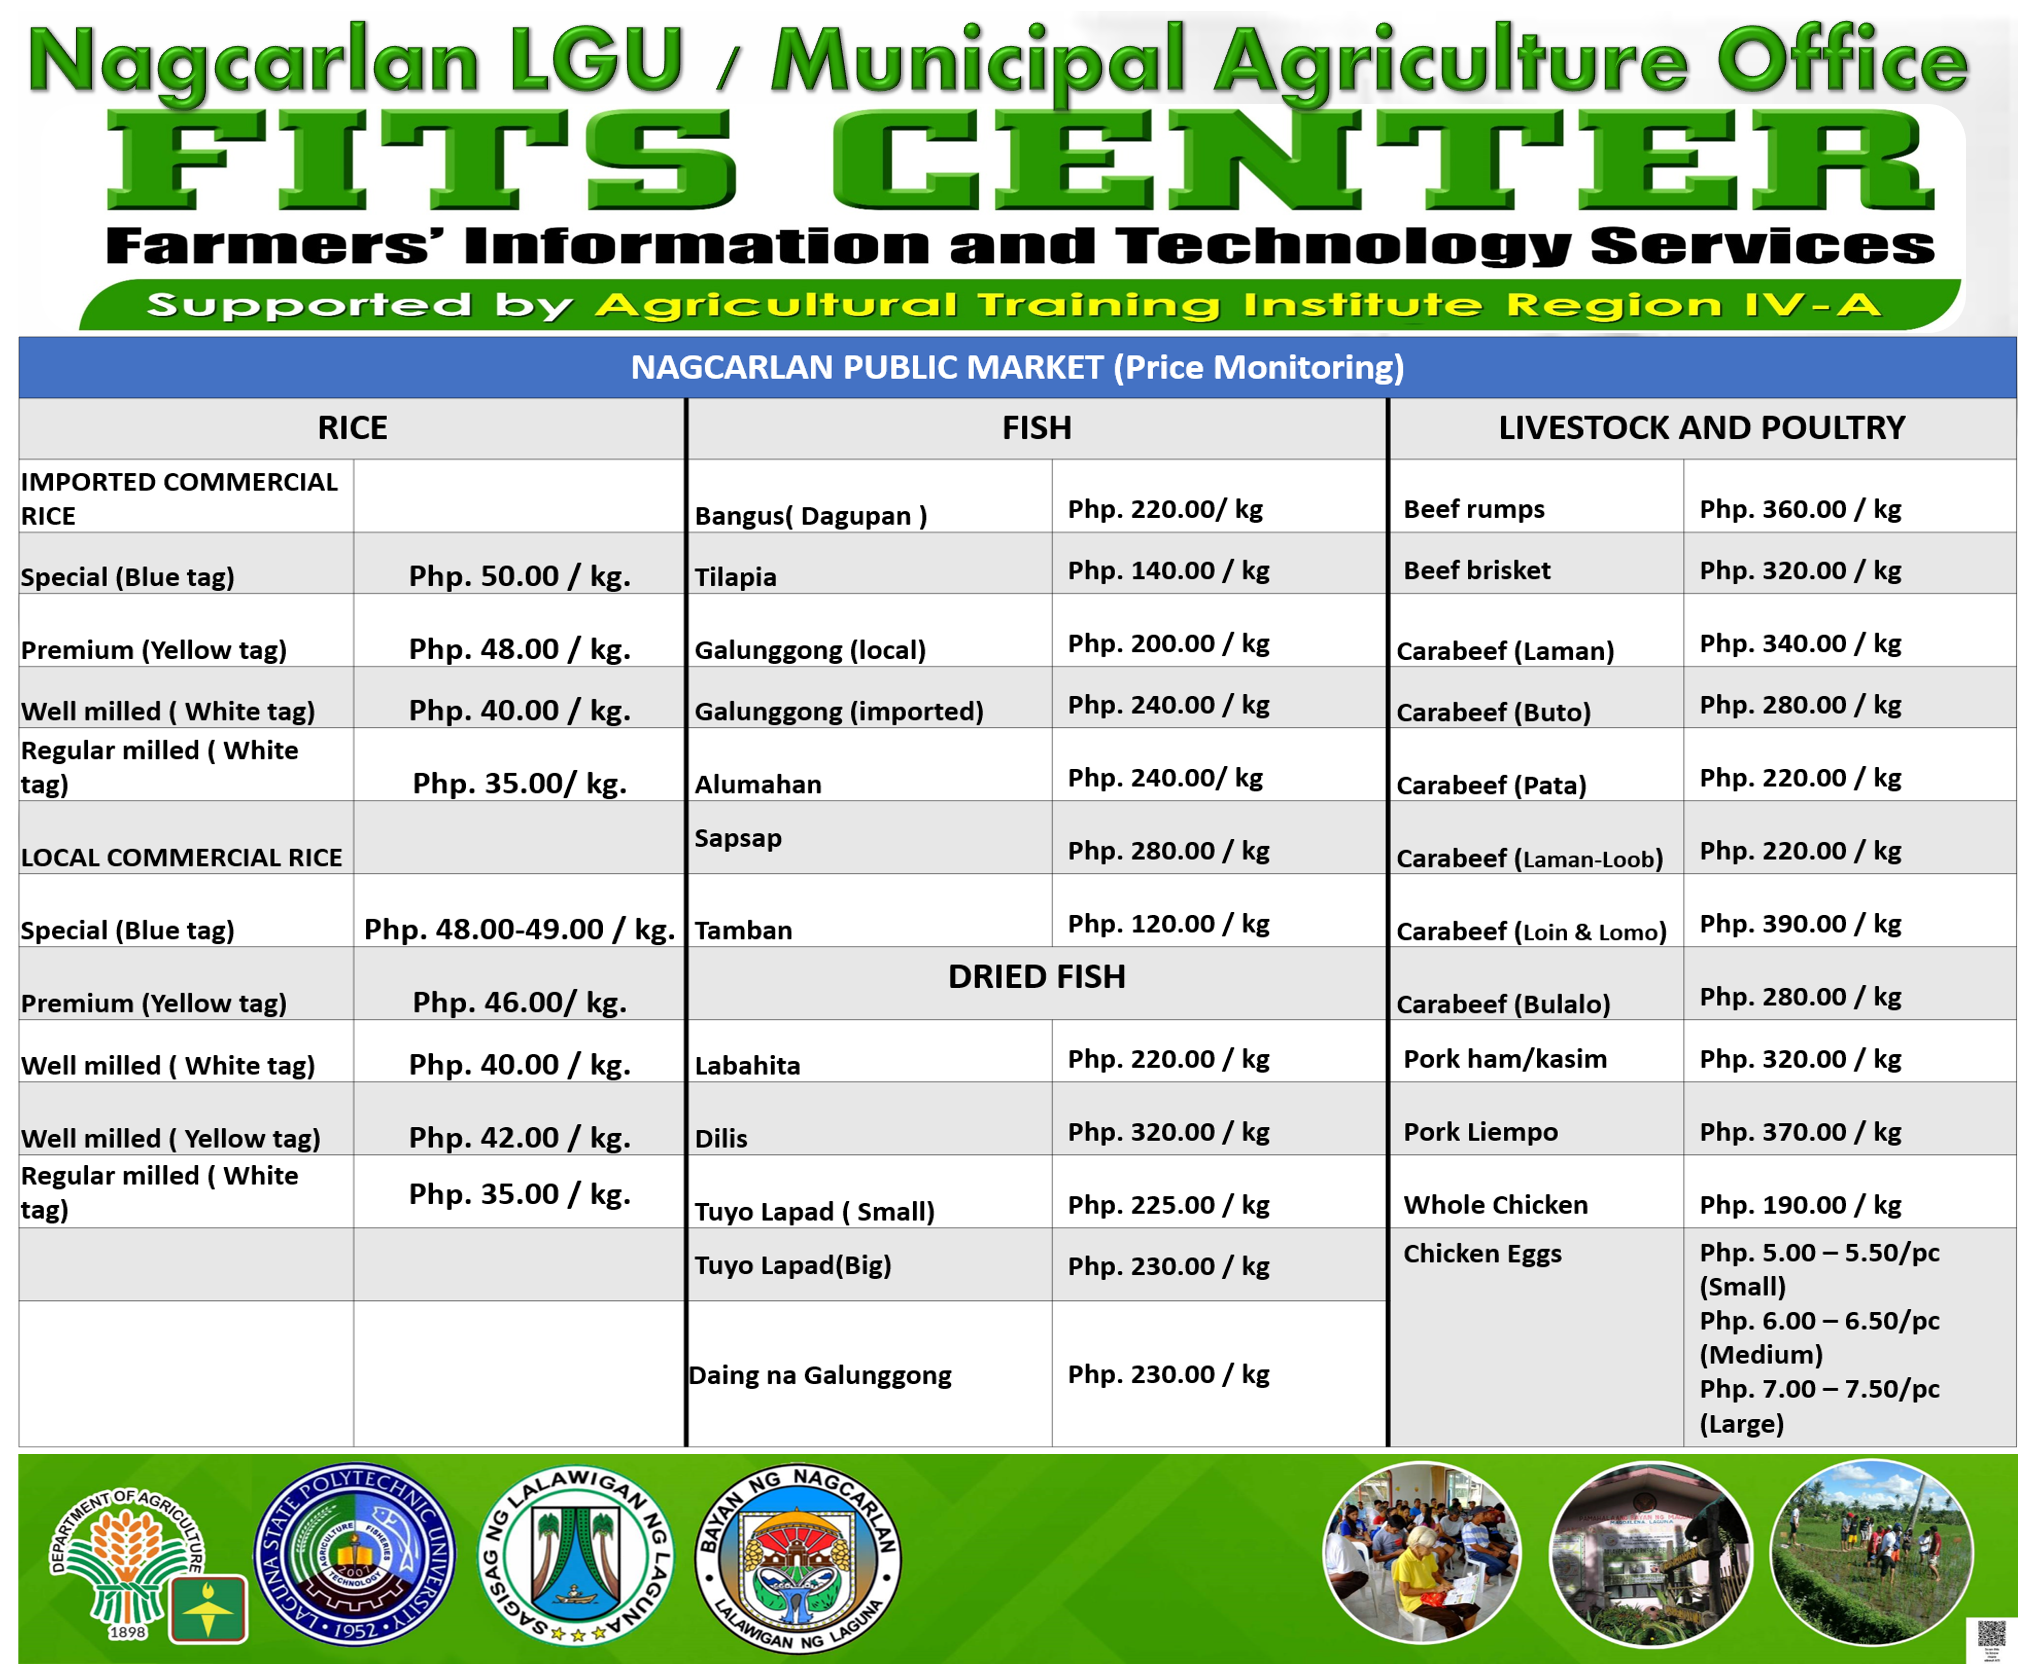 Nagcarlan LGU / Municipal Agriculture Office
FITS CENTER
Farmers' Information and Technology Services
Supported by Agricultural Training Institute Region IV-A
NAGCARLAN PUBLIC MARKET (Price Monitoring)
RICE
IMPORTED COMMERCIAL
RICE
Special (Blue tag) Php. 50.00 / kg.
Premium (Yellow tag) Php. 48.00 / kg.
Well milled ( White tag) Php. 40.00 / kg.
Regular milled ( White
tag) Php. 35.00/ kg.
LOCAL COMMERCIAL RICE
Special (Blue tag) Php. 48.00-49.00 / kg.
Premium (Yellow tag) Php. 46.00/ kg.
Well milled ( White tag) Php. 40.00 / kg.
Well milled ( Yellow tag) Php. 42.00 / kg.
Regular milled ( White
tag) Php. 35.00 / kg.
FISH
Bangus( Dagupan ) Php. 220.00/ kg
Tilapia Php. 140.00 / kg
Galunggong (local) Php. 200.00 / kg
Galunggong (imported) Php. 240.00 / kg
Alumahan Php. 240.00/ kg
Sapsap Php. 280.00 / kg
Tamban Php. 120.00 / kg
DRIED FISH
Labahita Php. 220.00 / kg
Dilis Php. 320.00 / kg
Tuyo Lapad ( Small) Php. 225.00 / kg
Tuyo Lapad(Big) Php. 230.00 / kg
Daing na Galunggong Php. 230.00 / kg
LIVESTOCK AND POULTRY
Beef rumps Php. 360.00 / kg
Beef brisket Php. 320.00 / kg
Carabeef (Laman) Php. 340.00 / kg
Carabeef (Buto) Php. 280.00 / kg
Carabeef (Pata) Php. 220.00 / kg
Carabeef (Laman-Loob) Php. 220.00 / kg
Carabeef (Loin & Lomo) Php. 390.00 / kg
Carabeef (Bulalo) Php. 280.00 / kg
Pork ham/kasim Php. 320.00 / kg
Pork Liempo Php. 370.00 / kg
Whole Chicken Php. 190.00 / kg
Chicken Eggs Php. 5.00 – 5.50/pc
(Small)
Php. 6.00 – 6.50/pc
(Medium)
Php. 7.00 – 7.50/pc
(Large)
DEPARTMENT OF AGRICULTURE
1898
LAGUNA STATE POLYTECHNIC UNIVERSITY
AGRICULTURE FISHERIES
TECHNOLOGY
1952
SAGISAG NG LALAWIGAN NG LAGUNA
BAYAN NG NAGCARLAN
LALAWIGAN NG LAGUNA